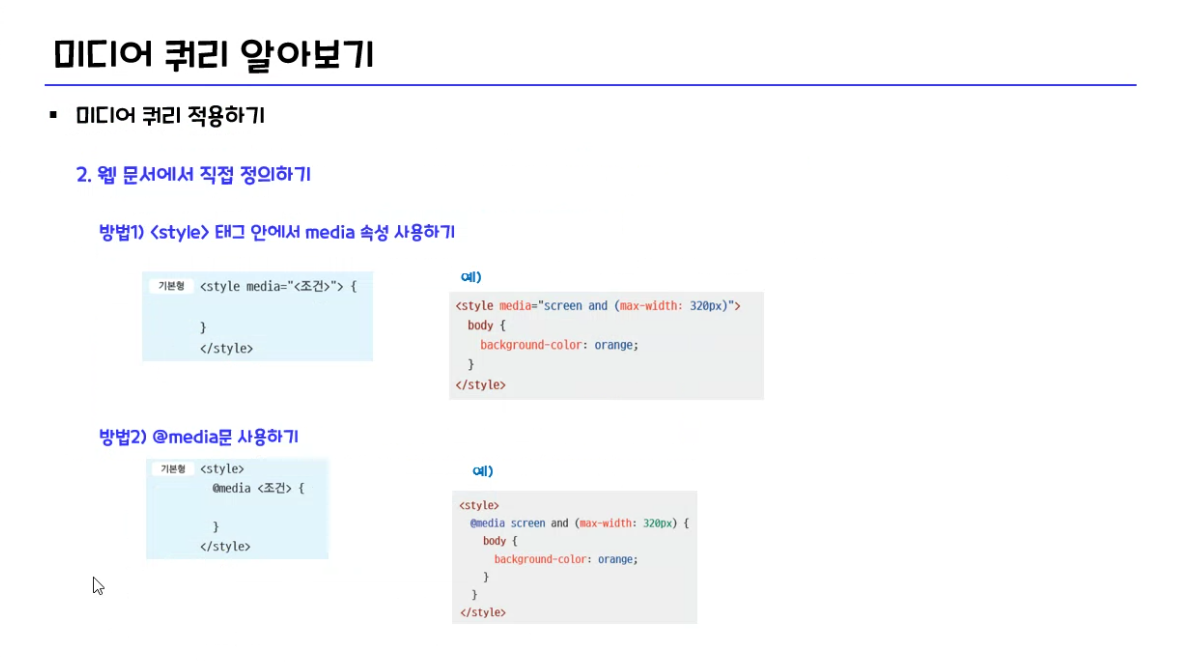 미디어 쿼리 알아보기
▪ 미디어 쿼리 적용하기
2. 웹 문서에서 직접 정의하기
방법1) <style> 태그 안에서 media 속성 사용하기
기본형 <style media="<조건>"> {
}
</style>
예)
<style media="screen and (max-width: 320px)">
body {
background-color: orange;
}
</style>
방법2) @media문 사용하기
기본형 <style>
@media <조건> {
}
</style>
예)
<style>
@media screen and (max-width: 320px) {
body {
background-color: orange;
}
}
</style>